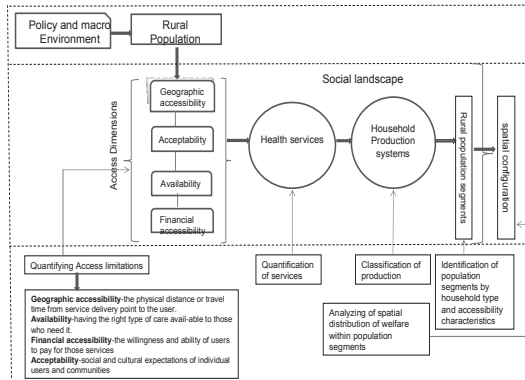 Policy and macro
Environment
Rural
Population
Social landscape
Access Dimensions
Geographic
accessibility
Acceptability
Availability
Financial
accessibility
Health services
Household
Production
systems
Rural population
segments
spatial configuration
Quantifying Access limitations
Quantification
of services
Classification of
production
Identification of
population
segments by
household type and
accessibility
characteristics
Analyzing of spatial
distribution of welfare
within population
segments
Geographic accessibility-the physical distance or travel
time from service delivery point to the user.
Availability-having the right type of care avail-able to those
who need it.
Financial accessibility-the willingness and ability of users
to pay for those services
Acceptability-social and cultural expectations of individual
users and communities